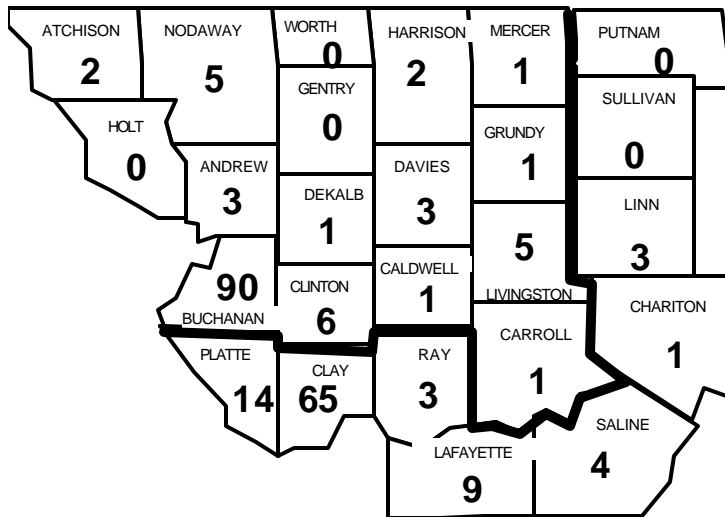 ATCHISON
2
NODAWAY
5
WORTH
0
HARRISON
2
MERCER
1
PUTNAM
0
GENTRY
0
SULLIVAN
0
HOLT
0
GRUNDY
1
ANDREW
3
DEKALB
1
DAVIES
3
LINN
3
5
LIVINGSTON
90
BUCHANAN
CLINTON
6
CALDWELL
1
CHARITON
1
PLATTE
14
CLAY
65
RAY
3
CARROLL
1
LAFAYETTE
9
SALINE
4